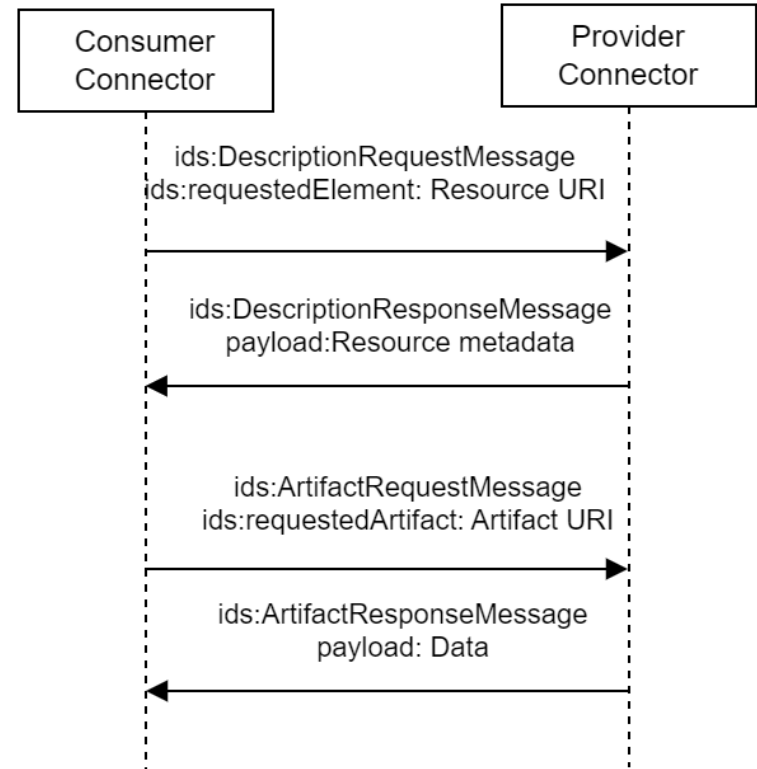 Consumer
Connector
Provider
Connector
ids:DescriptionRequestMessage
ids:requestedElement: Resource URI
ids:DescriptionResponseMessage
payload:Resource metadata
ids:ArtifactRequestMessage
ids:requestedArtifact: Artifact URI
ids:ArtifactResponseMessage
payload: Data